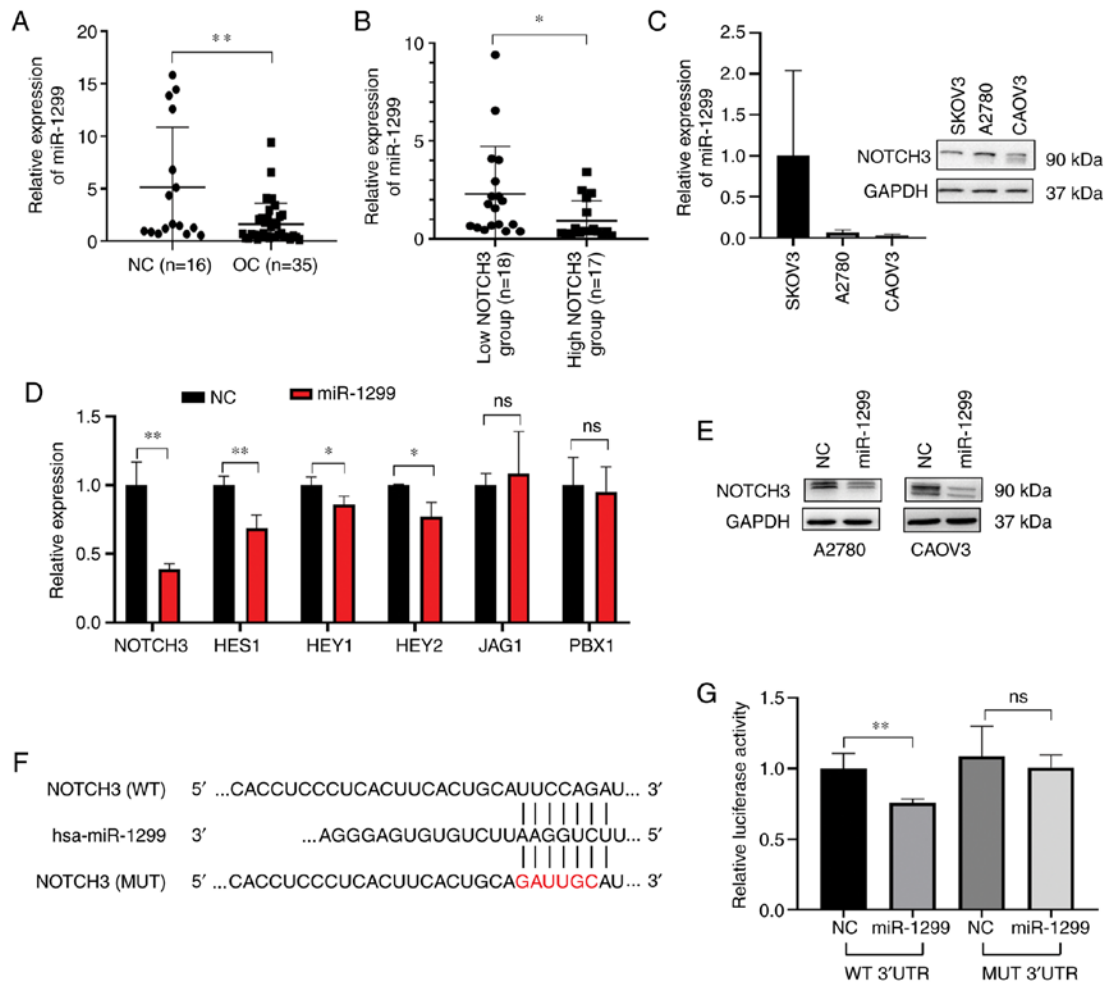 A
Relative expression
of miR-1299
20
15
10
5
0
**
NC (n=16)
OC (n=35)
B
Relative expression
of miR-1299
10
8
6
4
2
0
*
Low NOTCH3
group (n=18)
High NOTCH3
group (n=17)
C
Relative expression
of miR-1299
2.5
2.0
1.5
1.0
0.5
0.0
SKOV3
A2780
CAOV3
SKOV3
A2780
CAOV3
NOTCH3
90 kDa
GAPDH
37 kDa
D
NC
miR-1299
Relative expression
1.5
1.0
0.5
0.0
**
**
*
*
ns
ns
NOTCH3
HES1
HEY1
HEY2
JAG1
PBX1
E
NC
miR-1299
NC
miR-1299
NOTCH3
90 kDa
GAPDH
37 kDa
A2780
CAOV3
F
NOTCH3 (WT) 5′ ...CACCUCCCUCACUUCACUGCAUUCCAGAU... 3′
hsa-miR-1299 3′ ...AGGGAGUGUGUCUUAAGGUCUU... 5′
NOTCH3 (MUT) 5′ ...CACCUCCCUCACUUCACUGCAGAUUGCAU... 3′
G
Relative luciferase activity
1.5
1.0
0.5
0.0
**
ns
NC
miR-1299
NC
miR-1299
WT 3′UTR
MUT 3′UTR